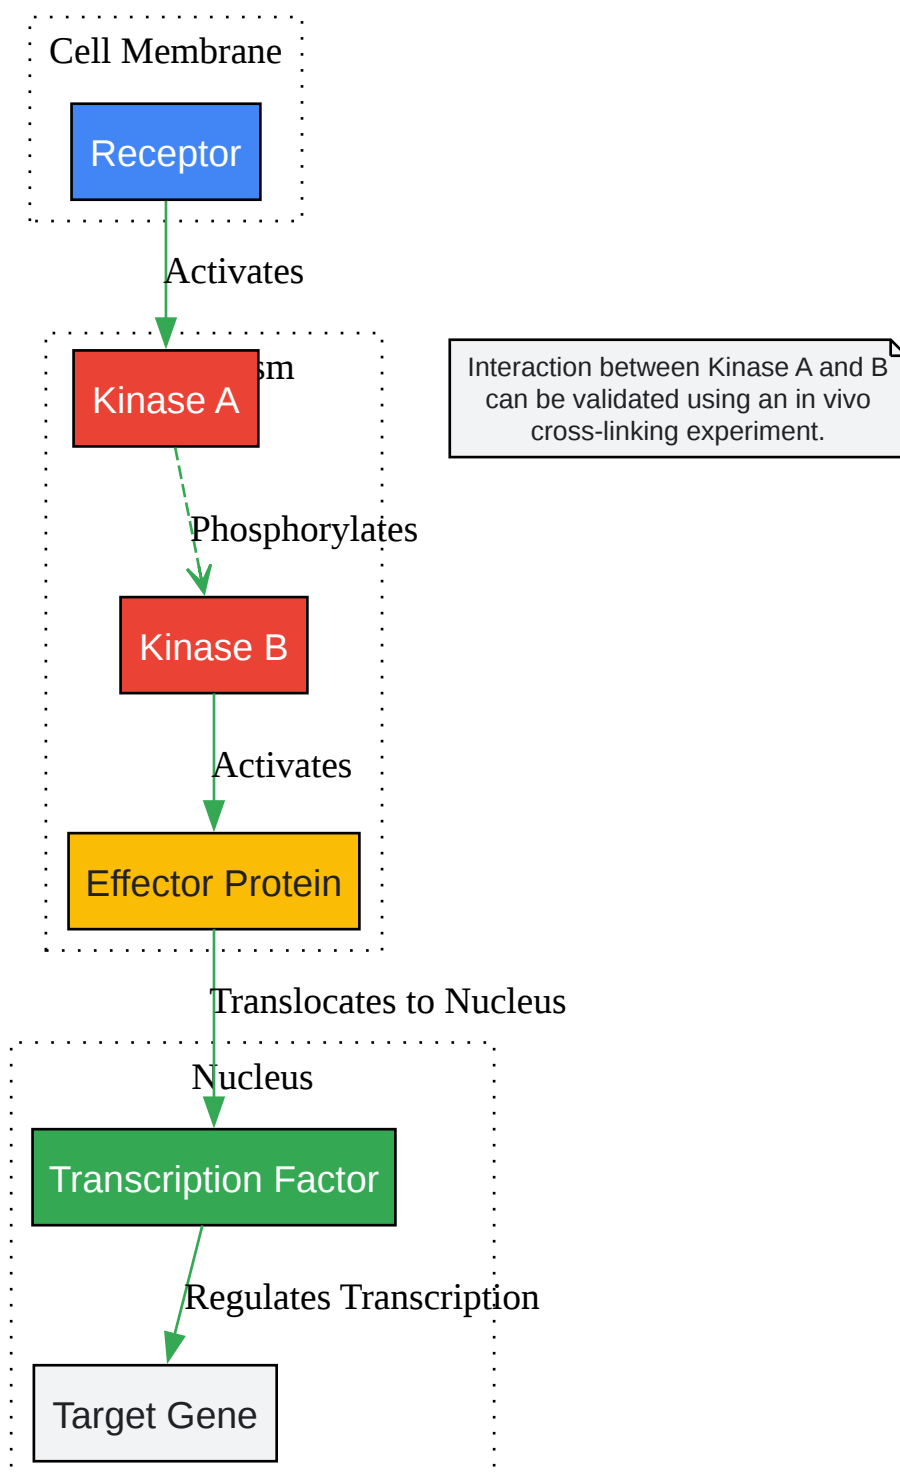 Cell Membrane
Receptor
Activates
Kinase A
Interaction between Kinase A and B
can be validated using an in vivo
cross-linking experiment.
Phosphorylates
Kinase B
Activates
Effector Protein
Translocates to Nucleus
Nucleus
Transcription Factor
Regulates Transcription
Target Gene